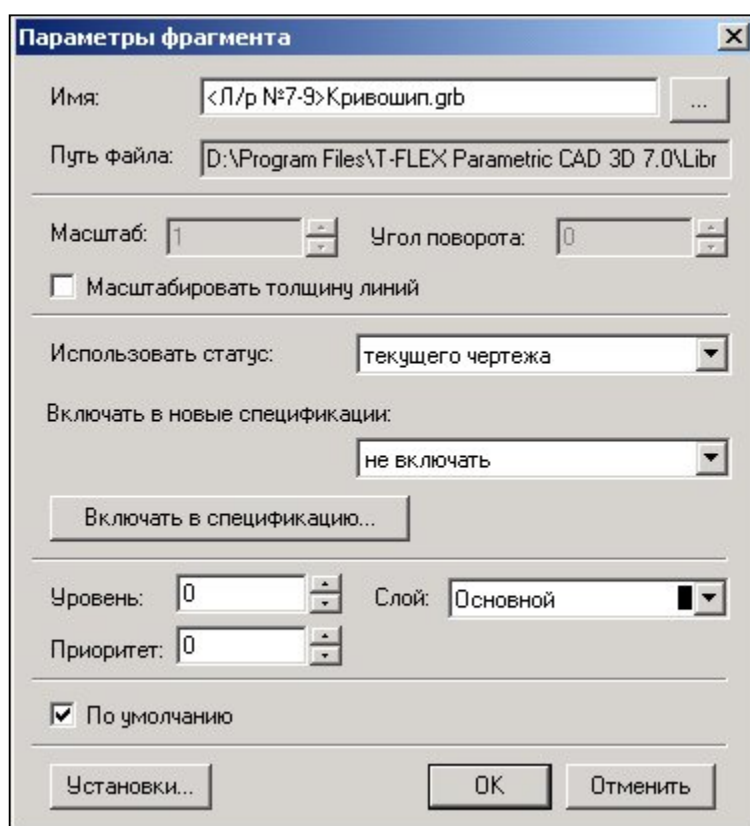 Параметры фрагмента
Имя: <Л/р №7-9>Кривошип.grb ...
Путь файла: D:\Program Files\T-FLEX Parametric CAD 3D 7.0\Libr
Масштаб: 1 Угол поворота: 0
Масштабировать толщину линий
Использовать статус: текущего чертежа
Включать в новые спецификации:
не включать
Включать в спецификацию...
Уровень: 0 Слой: Основной
Приоритет: 0
По умолчанию
Установки... OK Отменить